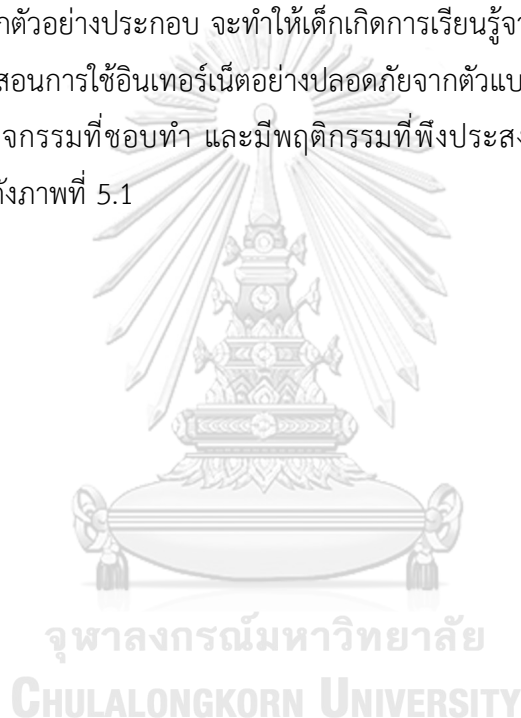 กตัวอย่างประกอบ จะทำให้เด็กเกิดการเรียนรู้จา
สอนการใช้อินเทอร์เน็ตอย่างปลอดภัยจากตัวแบ
จกรรมที่ชอบทำ และมีพฤติกรรมที่พึงประสง
ังภาพที่ 5.1
จุฬาลงกรณ์มหาวิทยาลัย
CHULALONGKORN UNIVERSITY